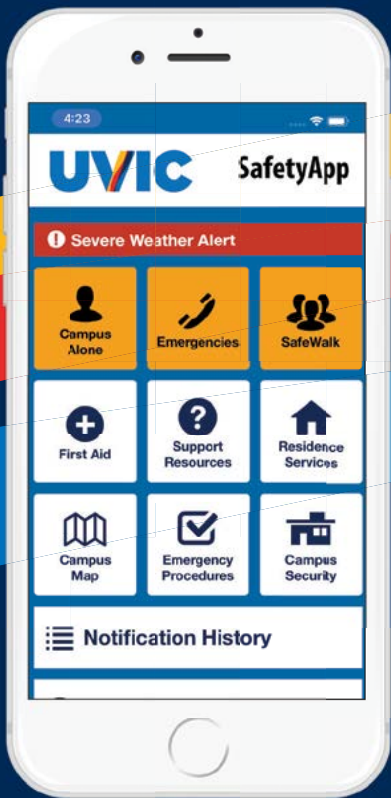 4:23
UVIC SafetyApp
Severe Weather Alert
Campus
Alone
Emergencies
SafeWalk
First Aid
Support
Resources
Residence
Services
Campus
Map
Emergency
Procedures
Campus
Security
Notification History